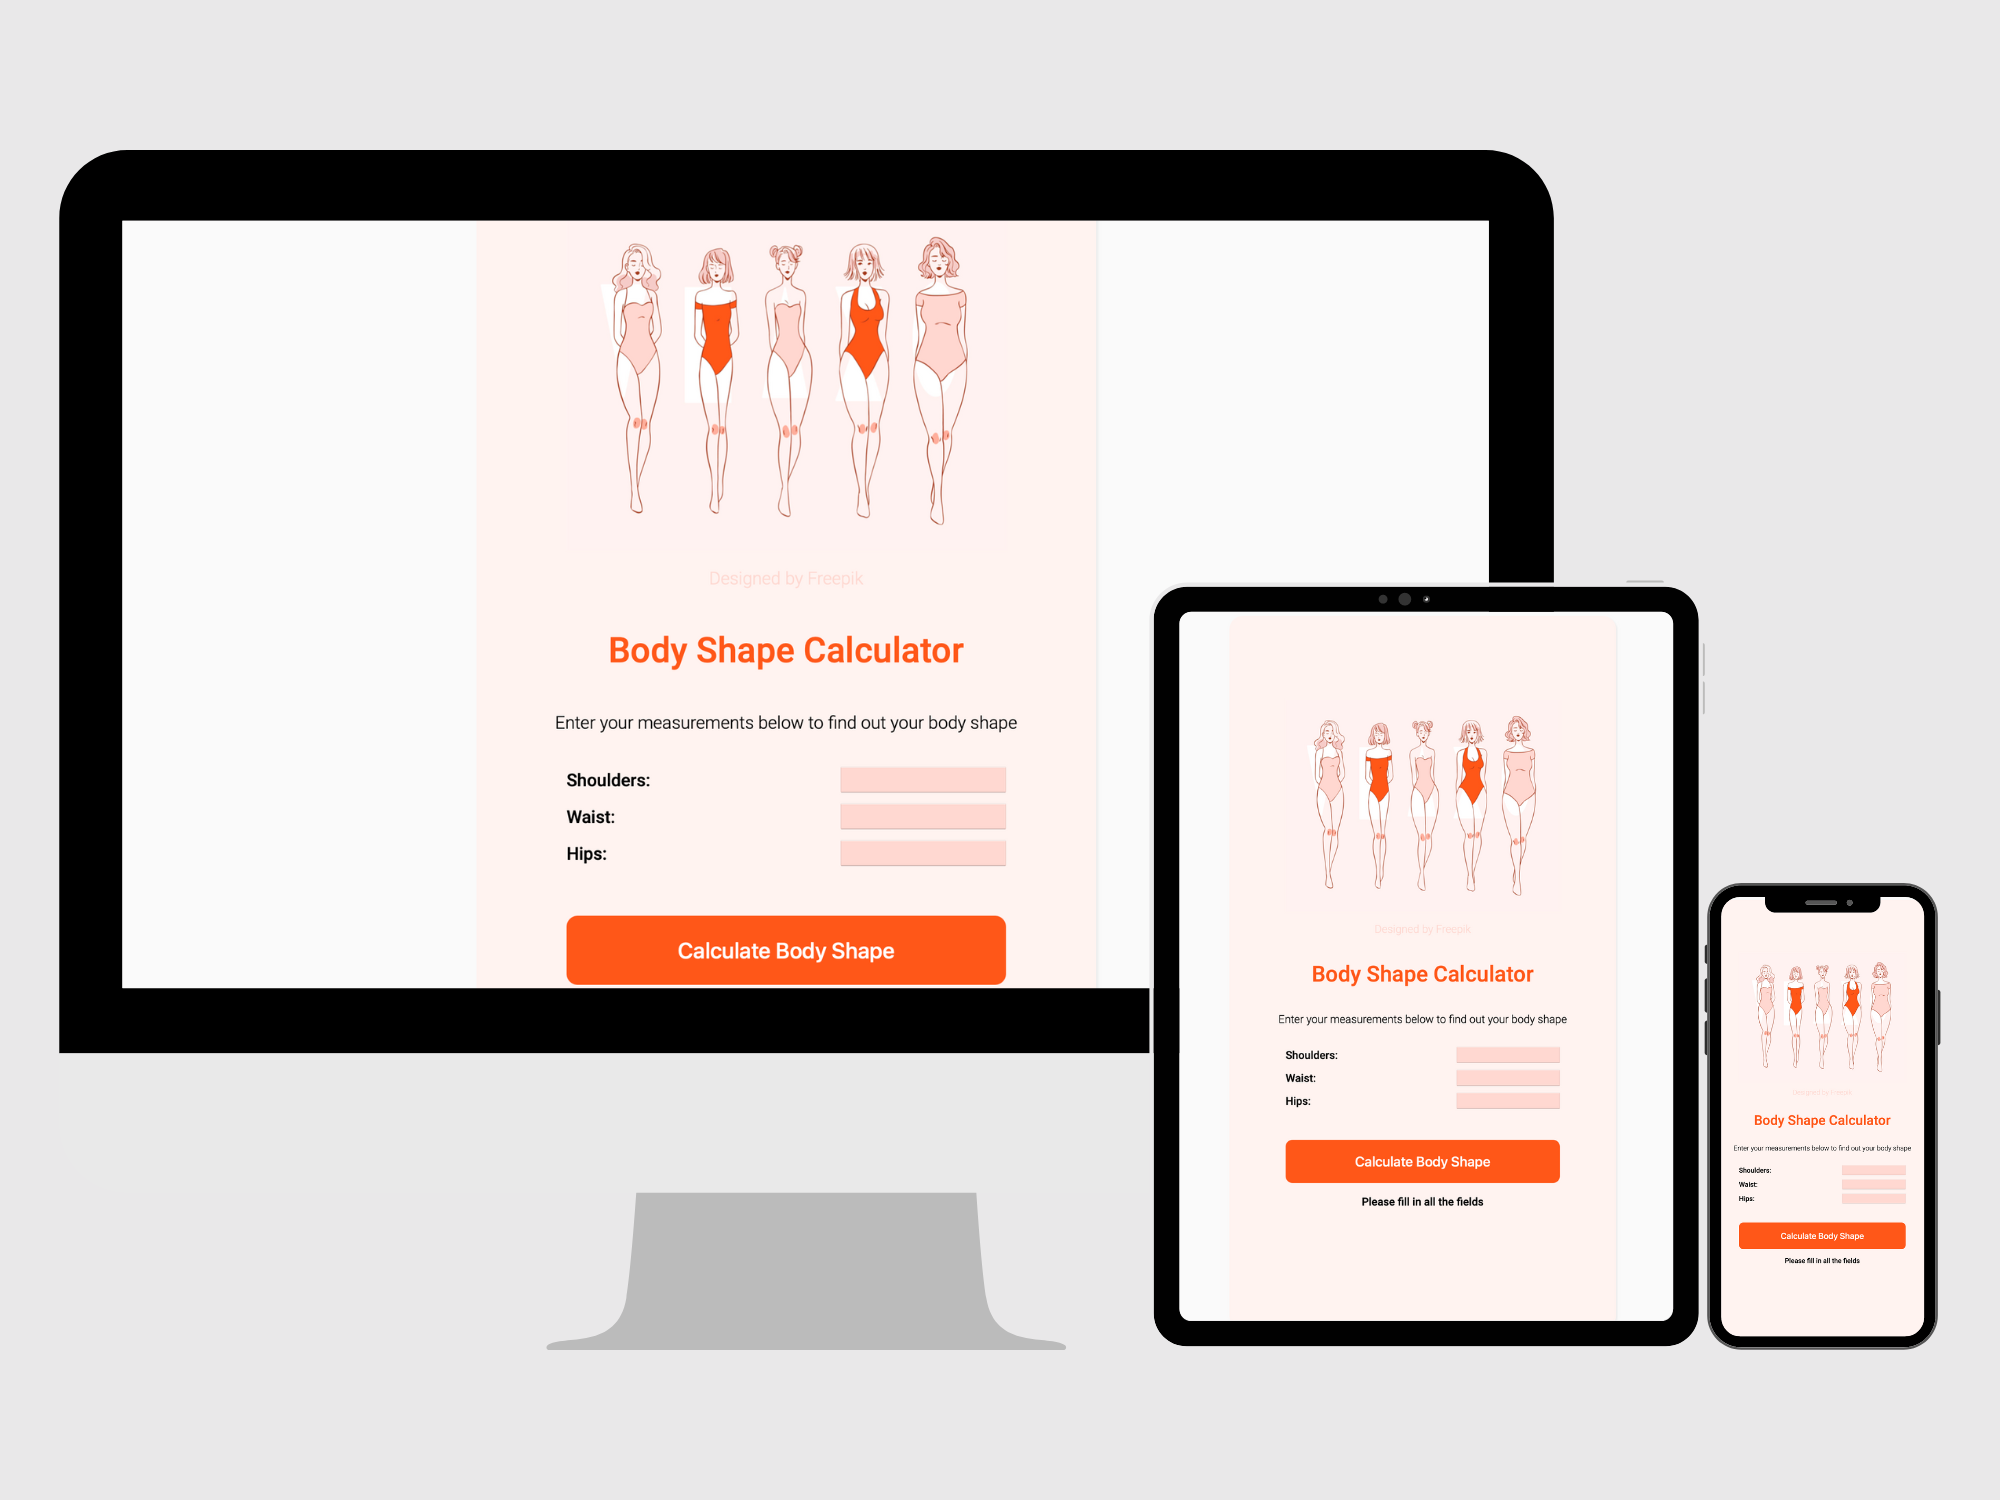 Designed by Freepik
Body Shape Calculator
Enter your measurements below to find out your body shape
Shoulders:
Waist:
Hips:
Calculate Body Shape
Designed by Freepik
Body Shape Calculator
Enter your measurements below to find out your body shape
Shoulders:
Waist:
Hips:
Calculate Body Shape
Please fill in all the fields
Designed by Freepik
Body Shape Calculator
Enter your measurements below to find out your body shape
Shoulders:
Waist:
Hips:
Calculate Body Shape
Please fill in all the fields